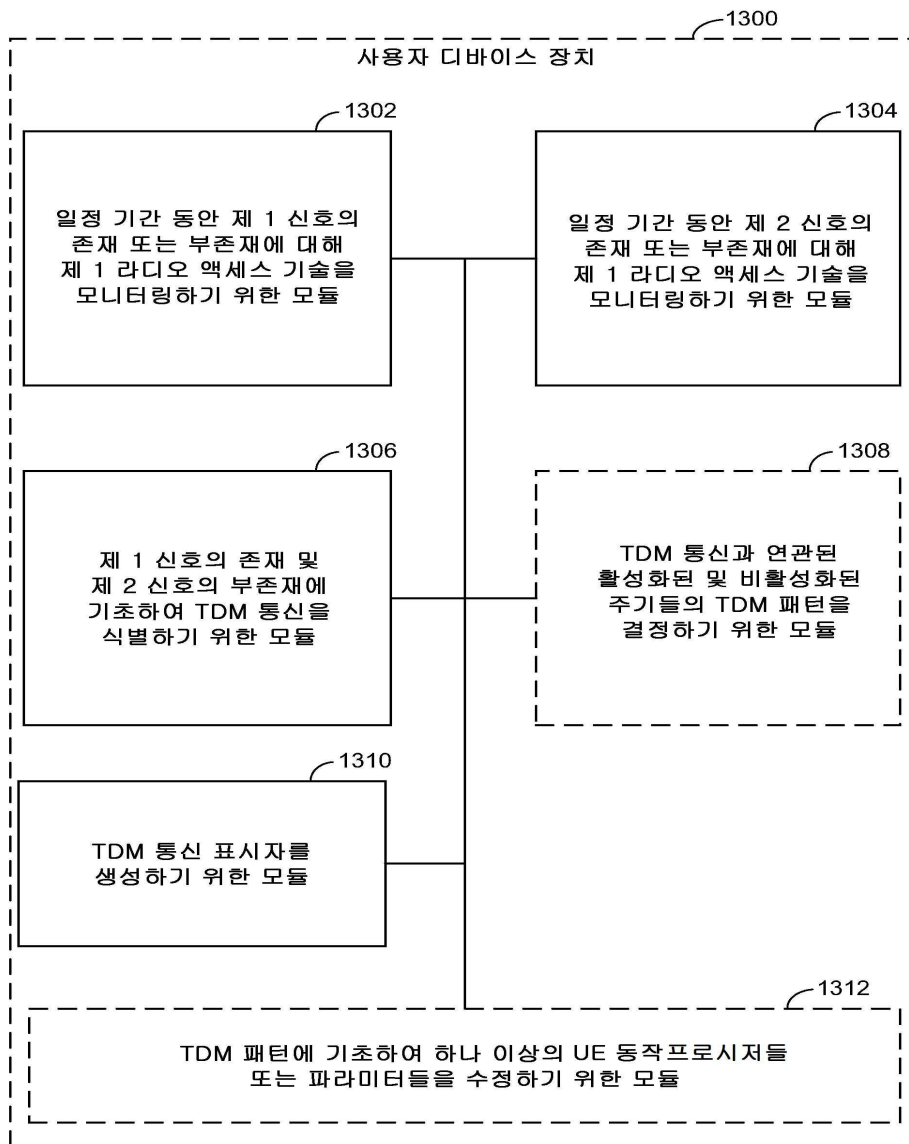 1300
사용자 디바이스 장치
1302
일정 기간 동안 제 1 신호의
존재 또는 부존재에 대해
제 1 라디오 액세스 기술을
모니터링하기 위한 모듈
1304
일정 기간 동안 제 2 신호의
존재 또는 부존재에 대해
제 1 라디오 액세스 기술을
모니터링하기 위한 모듈
1306
제 1 신호의 존재 및
제 2 신호의 부존재에
기초하여 TDM 통신을
식별하기 위한 모듈
1308
TDM 통신과 연관된
활성화된 및 비활성화된
주기들의 TDM 패턴을
결정하기 위한 모듈
1310
TDM 통신 표시자를
생성하기 위한 모듈
1312
TDM 패턴에 기초하여 하나 이상의 UE 동작프로시저들
또는 파라미터들을 수정하기 위한 모듈